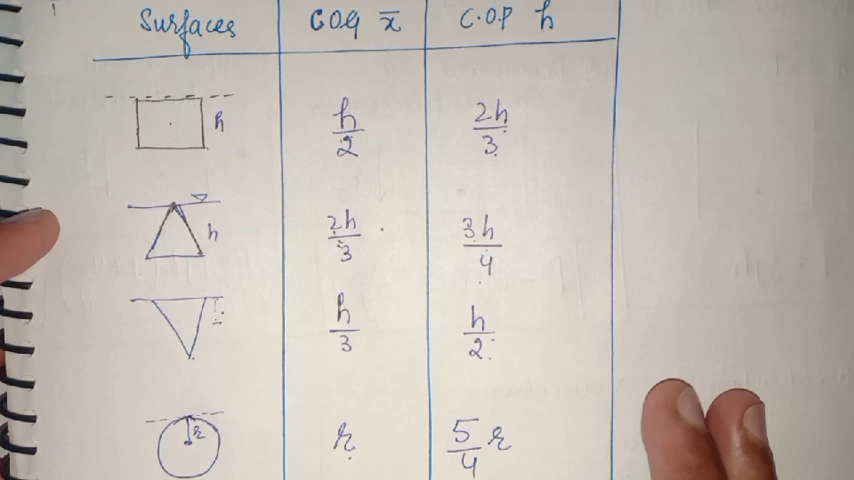 Surfaces C.O.G x̄ C.O.P h
h h/2 2h/3
h 2h/3 3h/4
h/3 h/2
r r 5/4 r